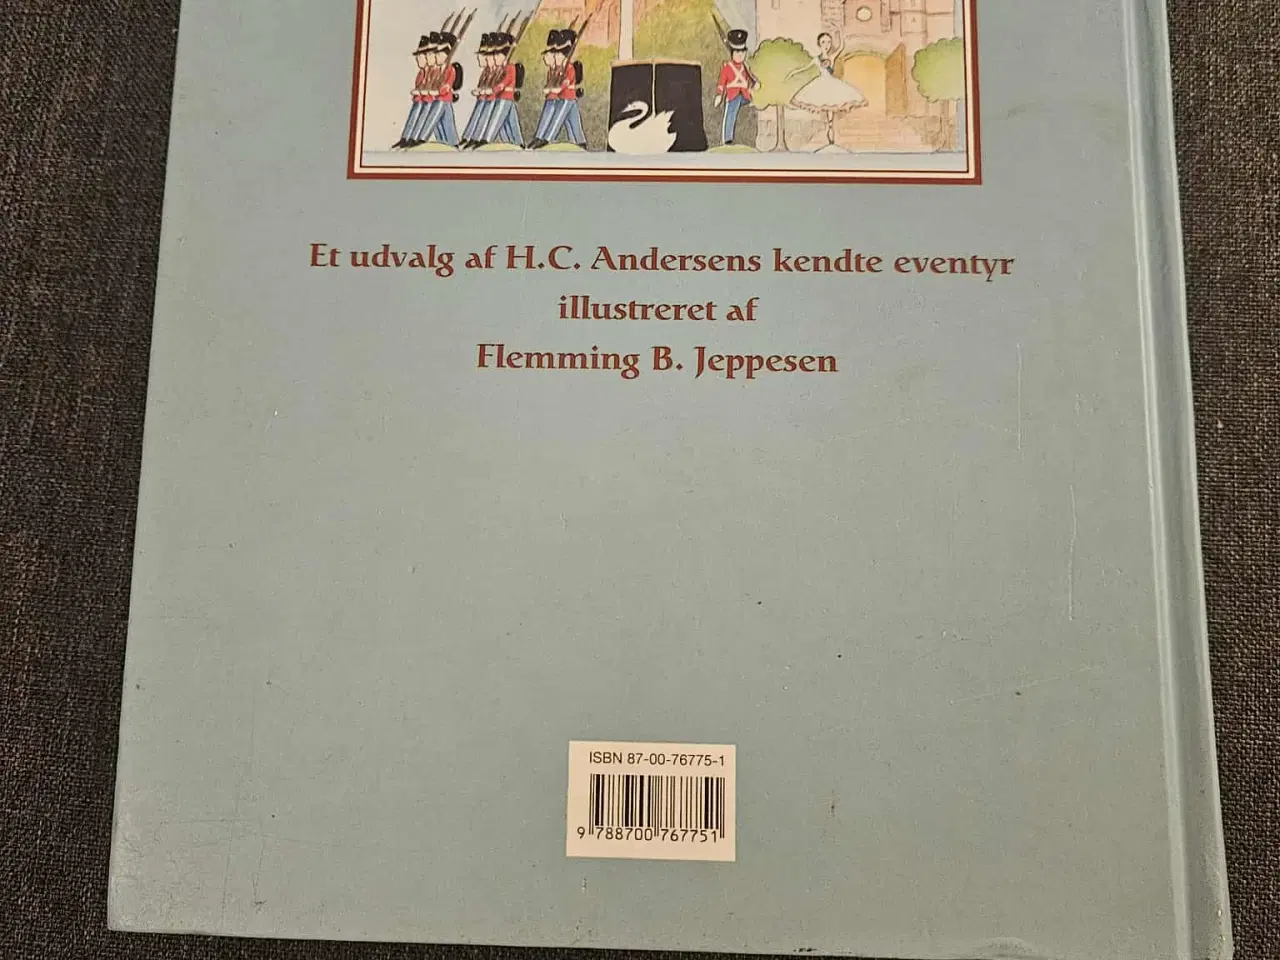 Et udvalg af H.C. Andersens kendte eventyr
illustreret af
Flemming B. Jeppesen
ISBN 87-00-76775-1
9 788700 767751